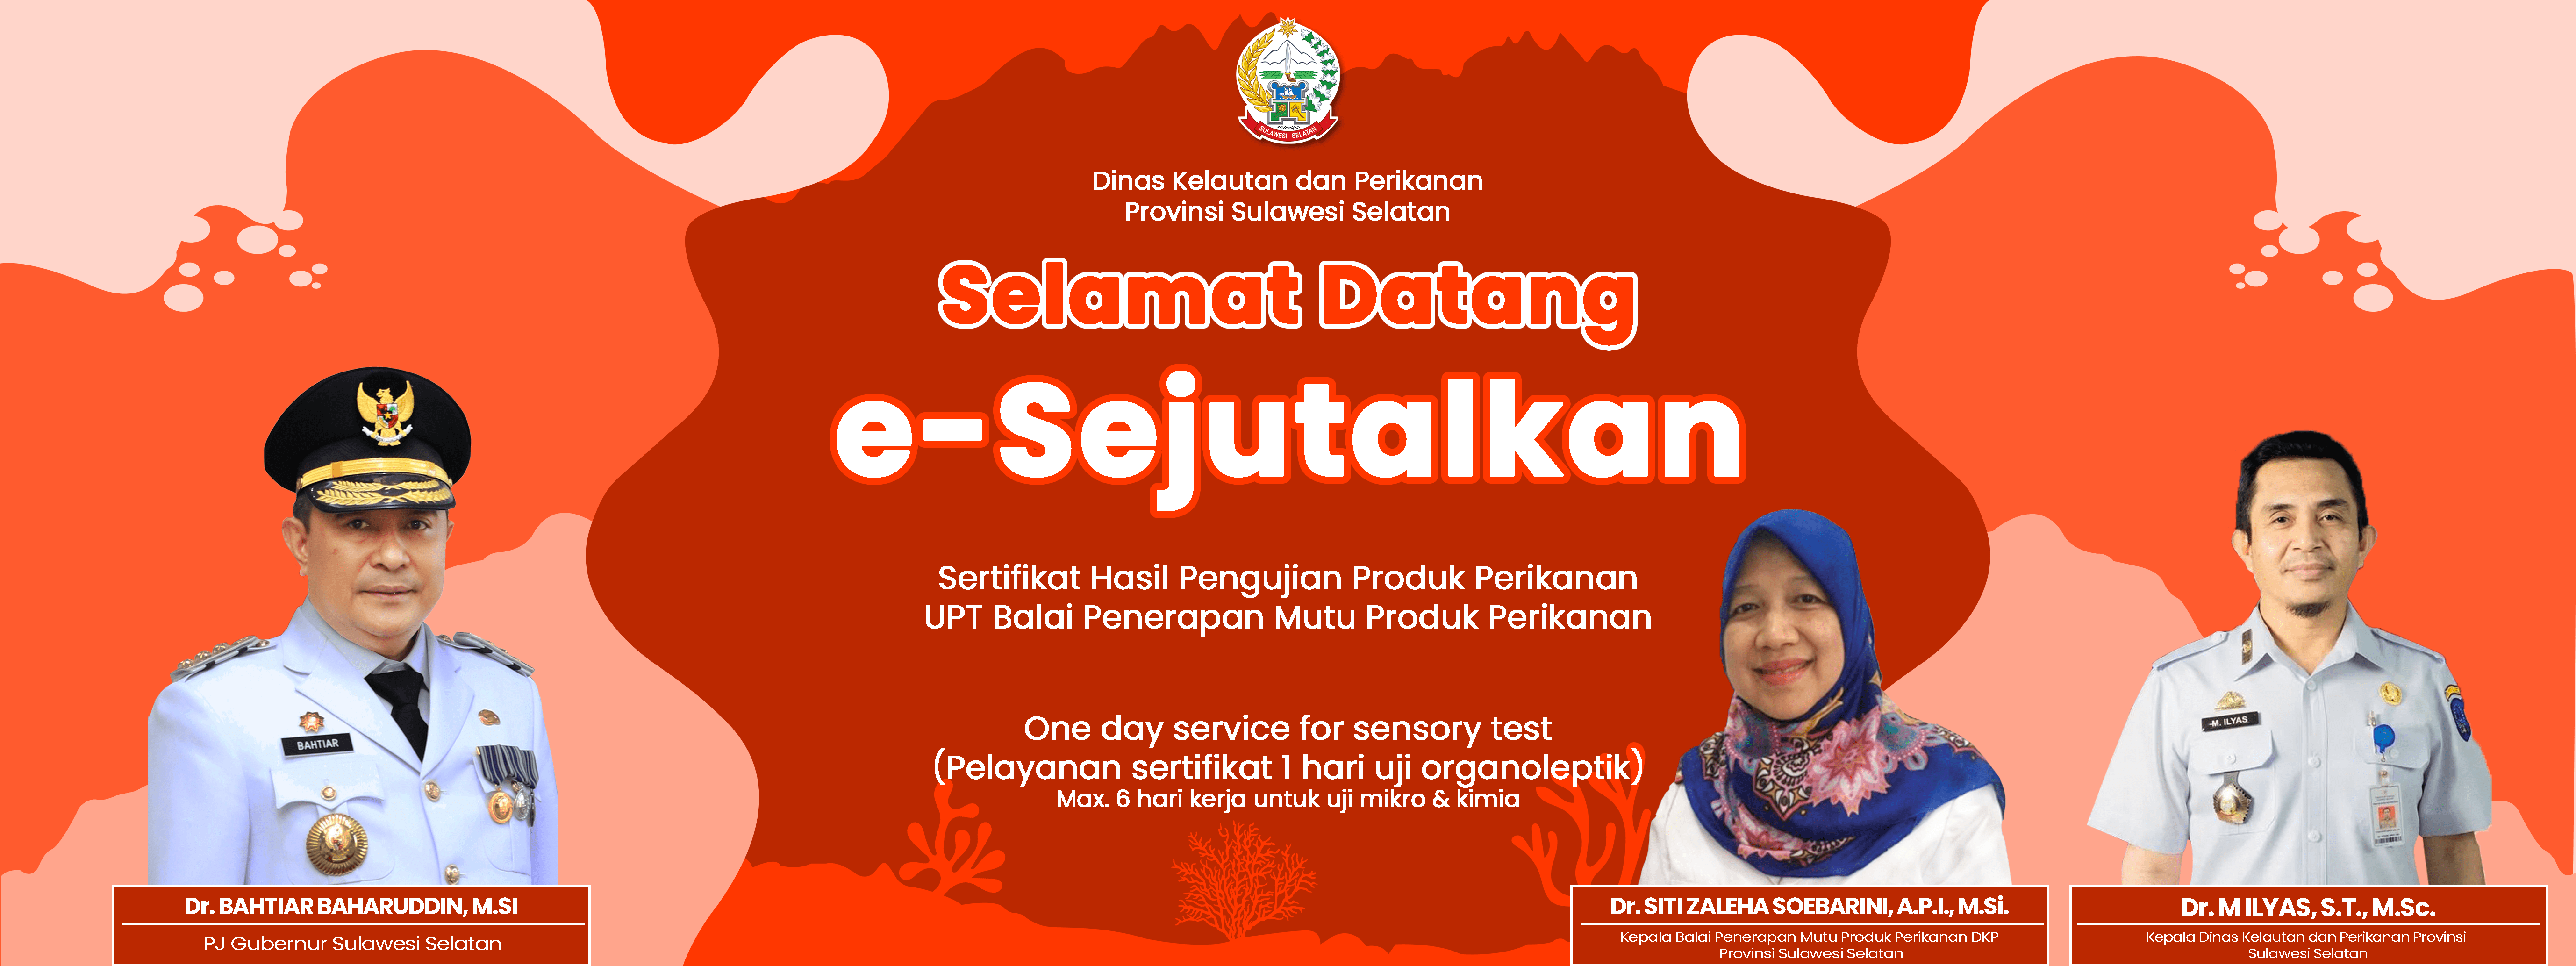 SULAWESI SELATAN
Dinas Kelautan dan Perikanan
Provinsi Sulawesi Selatan
Selamat Datang
e-Sejutalkan
Sertifikat Hasil Pengujian Produk Perikanan
UPT Balai Penerapan Mutu Produk Perikanan
One day service for sensory test
(Pelayanan sertifikat 1 hari uji organoleptik)
Max. 6 hari kerja untuk uji mikro & kimia
BAHTIAR
M. ILYAS
Dr. BAHTIAR BAHARUDDIN, M.SI
PJ Gubernur Sulawesi Selatan
Dr. SITI ZALEHA SOEBARINI, A.P.I., M.Si.
Kepala Balai Penerapan Mutu Produk Perikanan DKP
Provinsi Sulawesi Selatan
Dr. M ILYAS, S.T., M.Sc.
Kepala Dinas Kelautan dan Perikanan Provinsi
Sulawesi Selatan